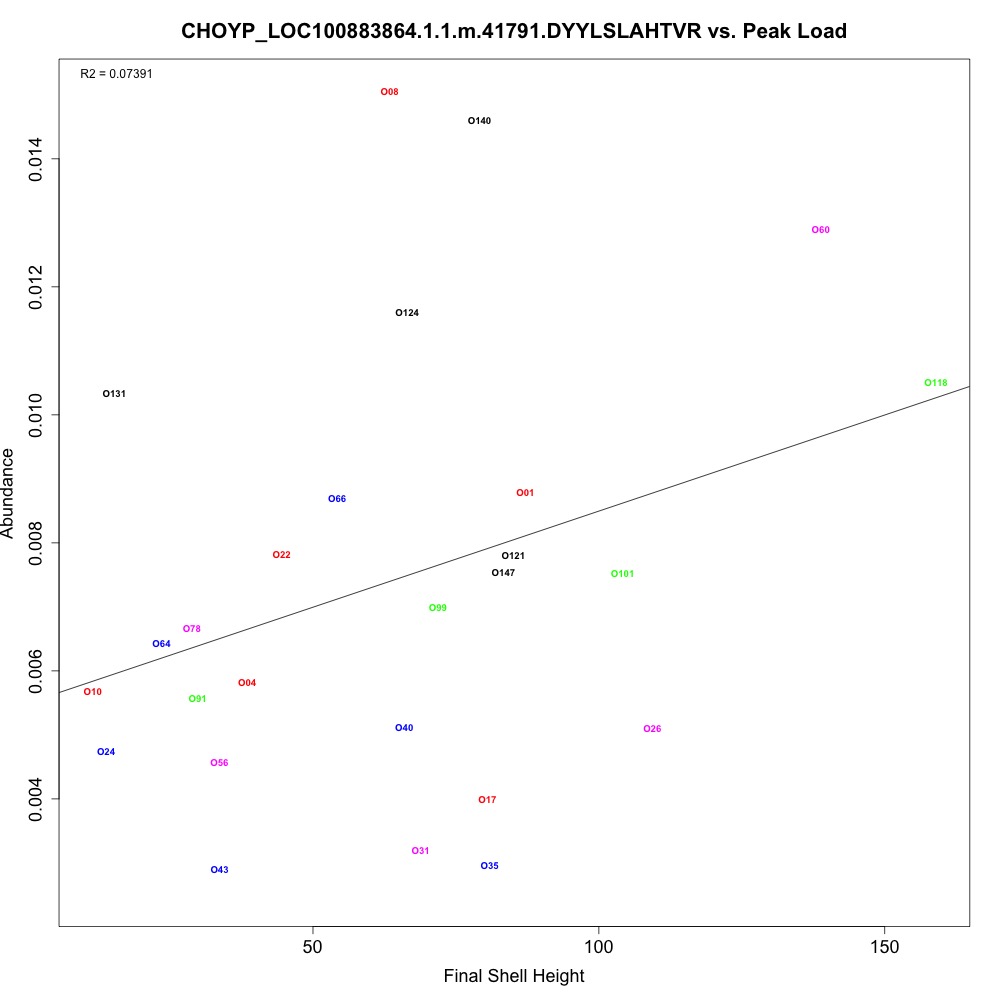 CHOYP_LOC100883864.1.1.m.41791.DYYLSLAHTVR vs. Peak Load
R2 = 0.07391
O08
O140
0.014
O60
0.012
O124
O131
O118
0.010
O66
O01
Abundance
0.008
O22
O121
O147
O101
O99
O78
O64
0.006
O10
O04
O91
O40
O26
O24
O56
0.004
O17
O31
O35
O43
50
100
150
Final Shell Height